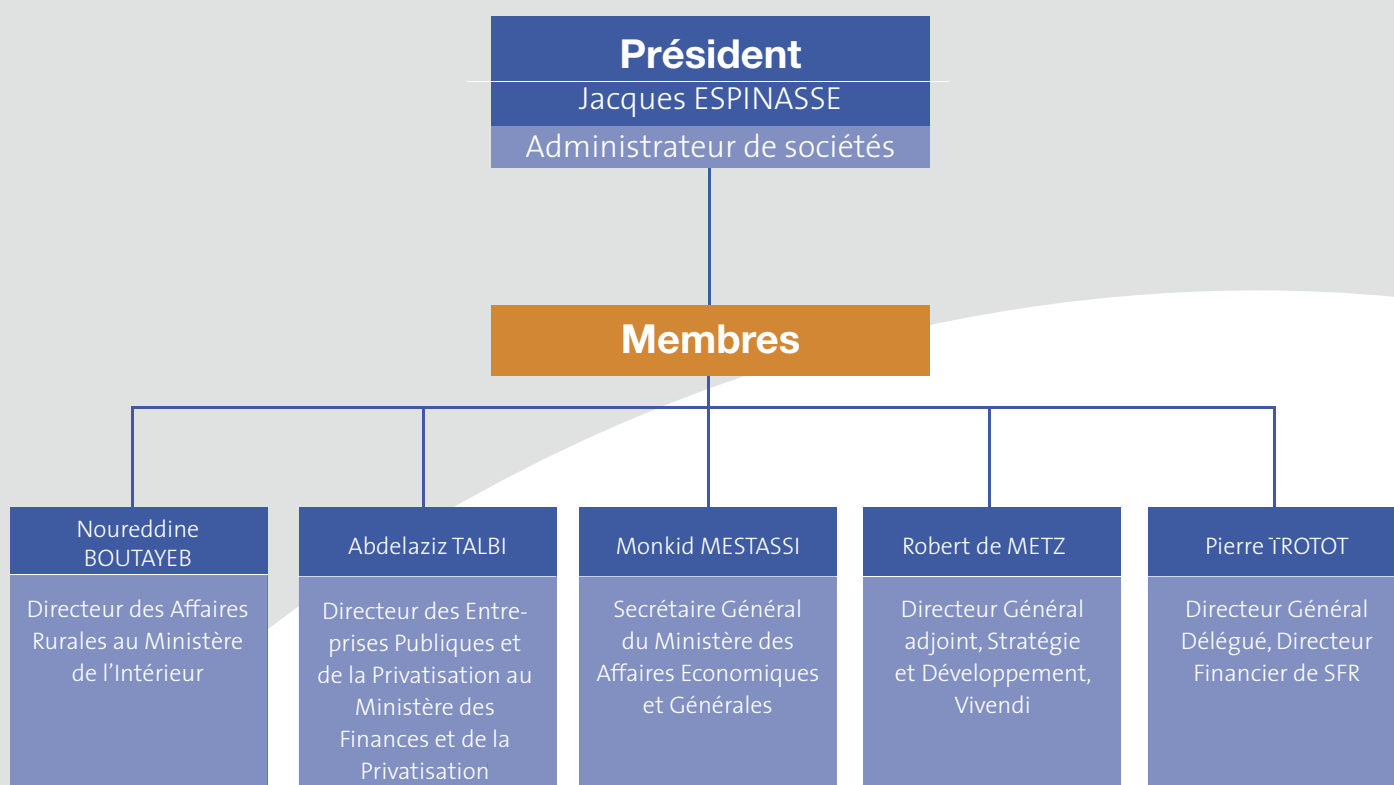 Président
Jacques ESPINASSE
Administrateur de sociétés
Membres
Noureddine
BOUTAYEB
Directeur des Affaires
Rurales au Ministère
de l'Intérieur
Abdelaziz TALBI
Directeur des Entre-
prises Publiques et
de la Privatisation au
Ministère des
Finances et de la
Privatisation
Monkid MESTASSI
Secrétaire Général
du Ministère des
Affaires Economiques
et Générales
Robert de METZ
Directeur Général
adjoint, Stratégie
et Développement,
Vivendi
Pierre TROTOT
Directeur Général
Délégué, Directeur
Financier de SFR